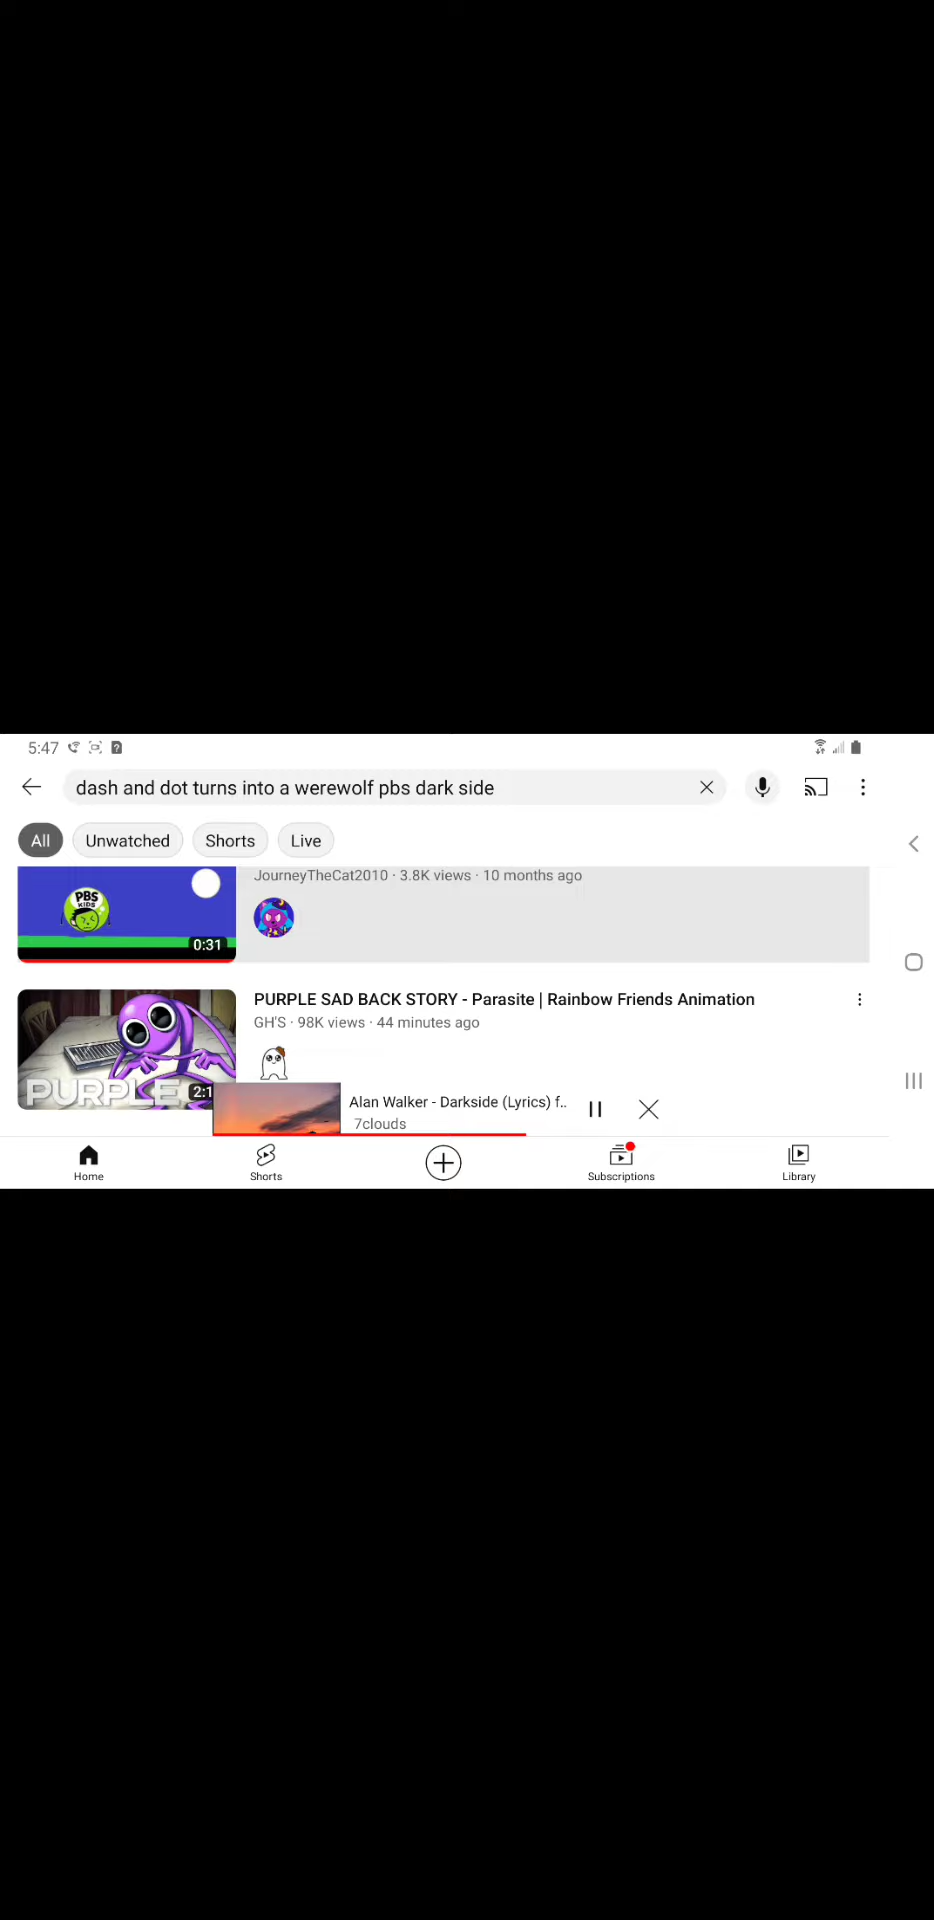 5:47
dash and dot turns into a werewolf pbs dark side
All Unwatched Shorts Live
JourneyTheCat2010 · 3.8K views · 10 months ago
PBS
KIDS
0:31
PURPLE SAD BACK STORY - Parasite | Rainbow Friends Animation
GH'S · 98K views · 44 minutes ago
PURPLE
2:1
Alan Walker - Darkside (Lyrics) f..
7clouds
Home Shorts Subscriptions Library